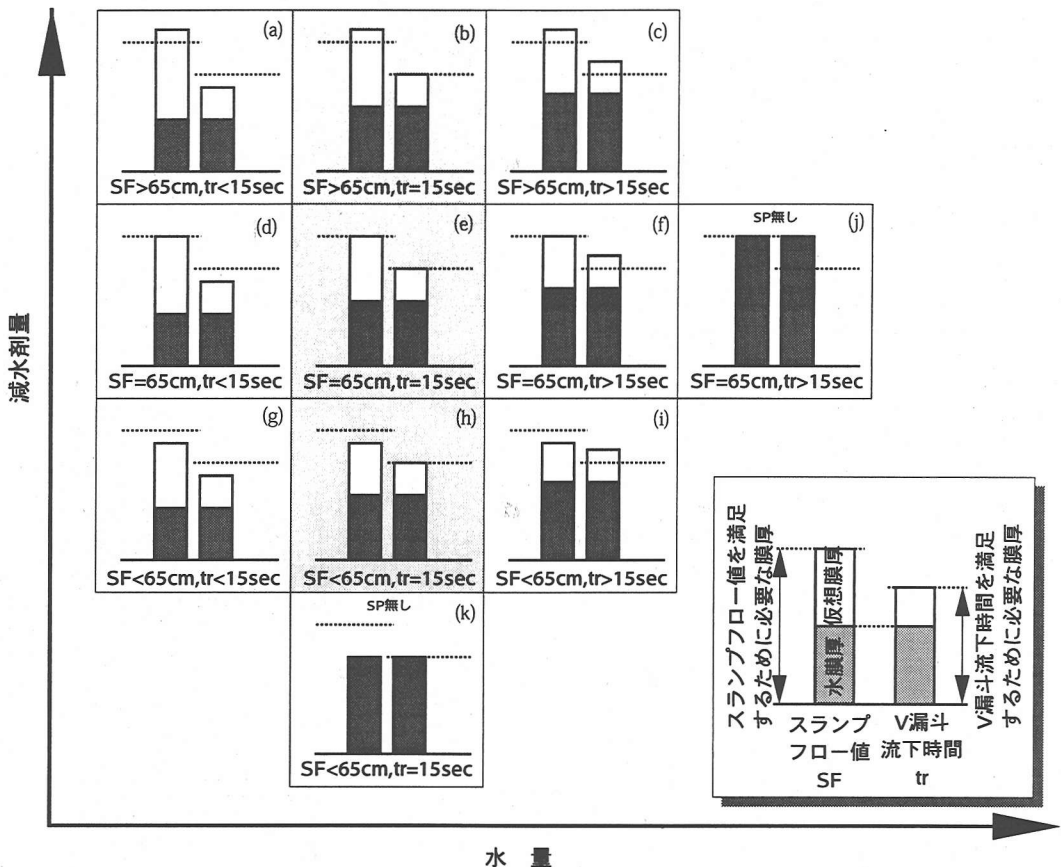 (a)
SF>65cm,tr<15sec
(b)
SF>65cm,tr=15sec
(c)
SF>65cm,tr>15sec
(d)
SF=65cm,tr<15sec
(e)
SF=65cm,tr=15sec
(f)
SF=65cm,tr>15sec
SP無し
(j)
SF=65cm,tr>15sec
(g)
SF<65cm,tr<15sec
(h)
SF<65cm,tr=15sec
(i)
SF<65cm,tr>15sec
SP無し
(k)
SF<65cm,tr=15sec
減水剤量
水 量
スランプフロー値を満足
するために必要な膜厚
仮想膜厚
水膜厚
V漏斗流下時間を満足
するために必要な膜厚
スランプ
フロー値
SF
V漏斗
流下時間
tr